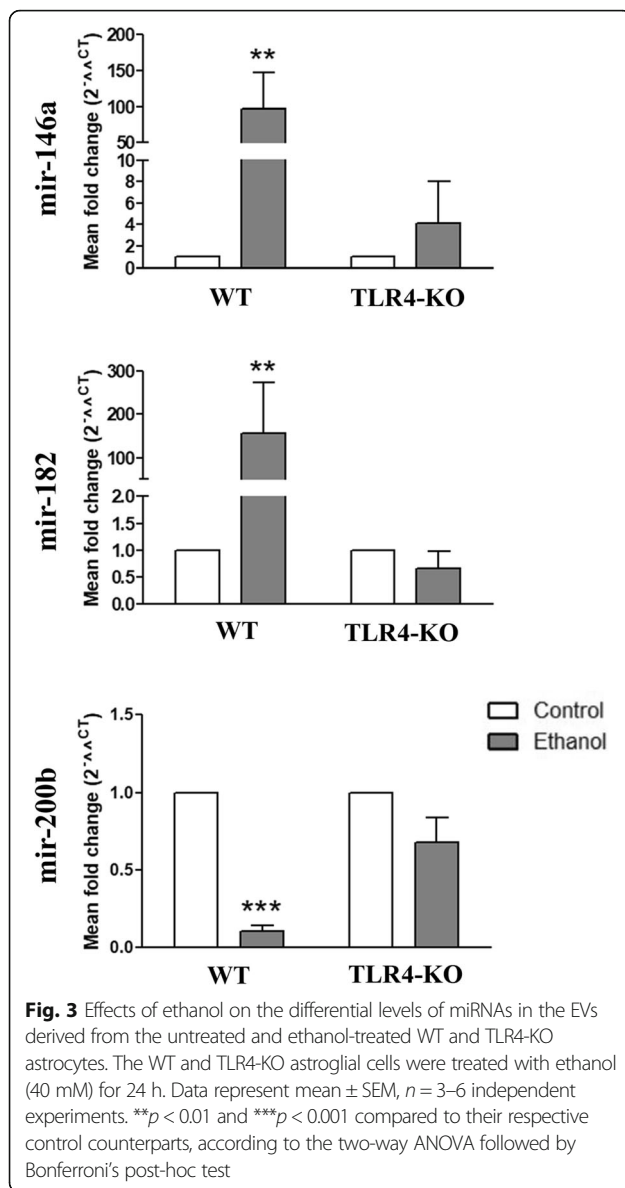 mir-146a
Mean fold change (2^-^^CT)
200
150
100
50
10
8
6
4
2
0
**
WT
TLR4-KO
mir-182
Mean fold change (2^-^^CT)
300
200
100
2.0
1.5
1.0
0.5
0.0
**
WT
TLR4-KO
mir-200b
Mean fold change (2^-^^CT)
1.5
1.0
0.5
0.0
***
WT
TLR4-KO
Control
Ethanol
Fig. 3 Effects of ethanol on the differential levels of miRNAs in the EVs
derived from the untreated and ethanol-treated WT and TLR4-KO
astrocytes. The WT and TLR4-KO astroglial cells were treated with ethanol
(40 mM) for 24 h. Data represent mean ± SEM, n = 3–6 independent
experiments. **p < 0.01 and ***p < 0.001 compared to their respective
control counterparts, according to the two-way ANOVA followed by
Bonferroni's post-hoc test